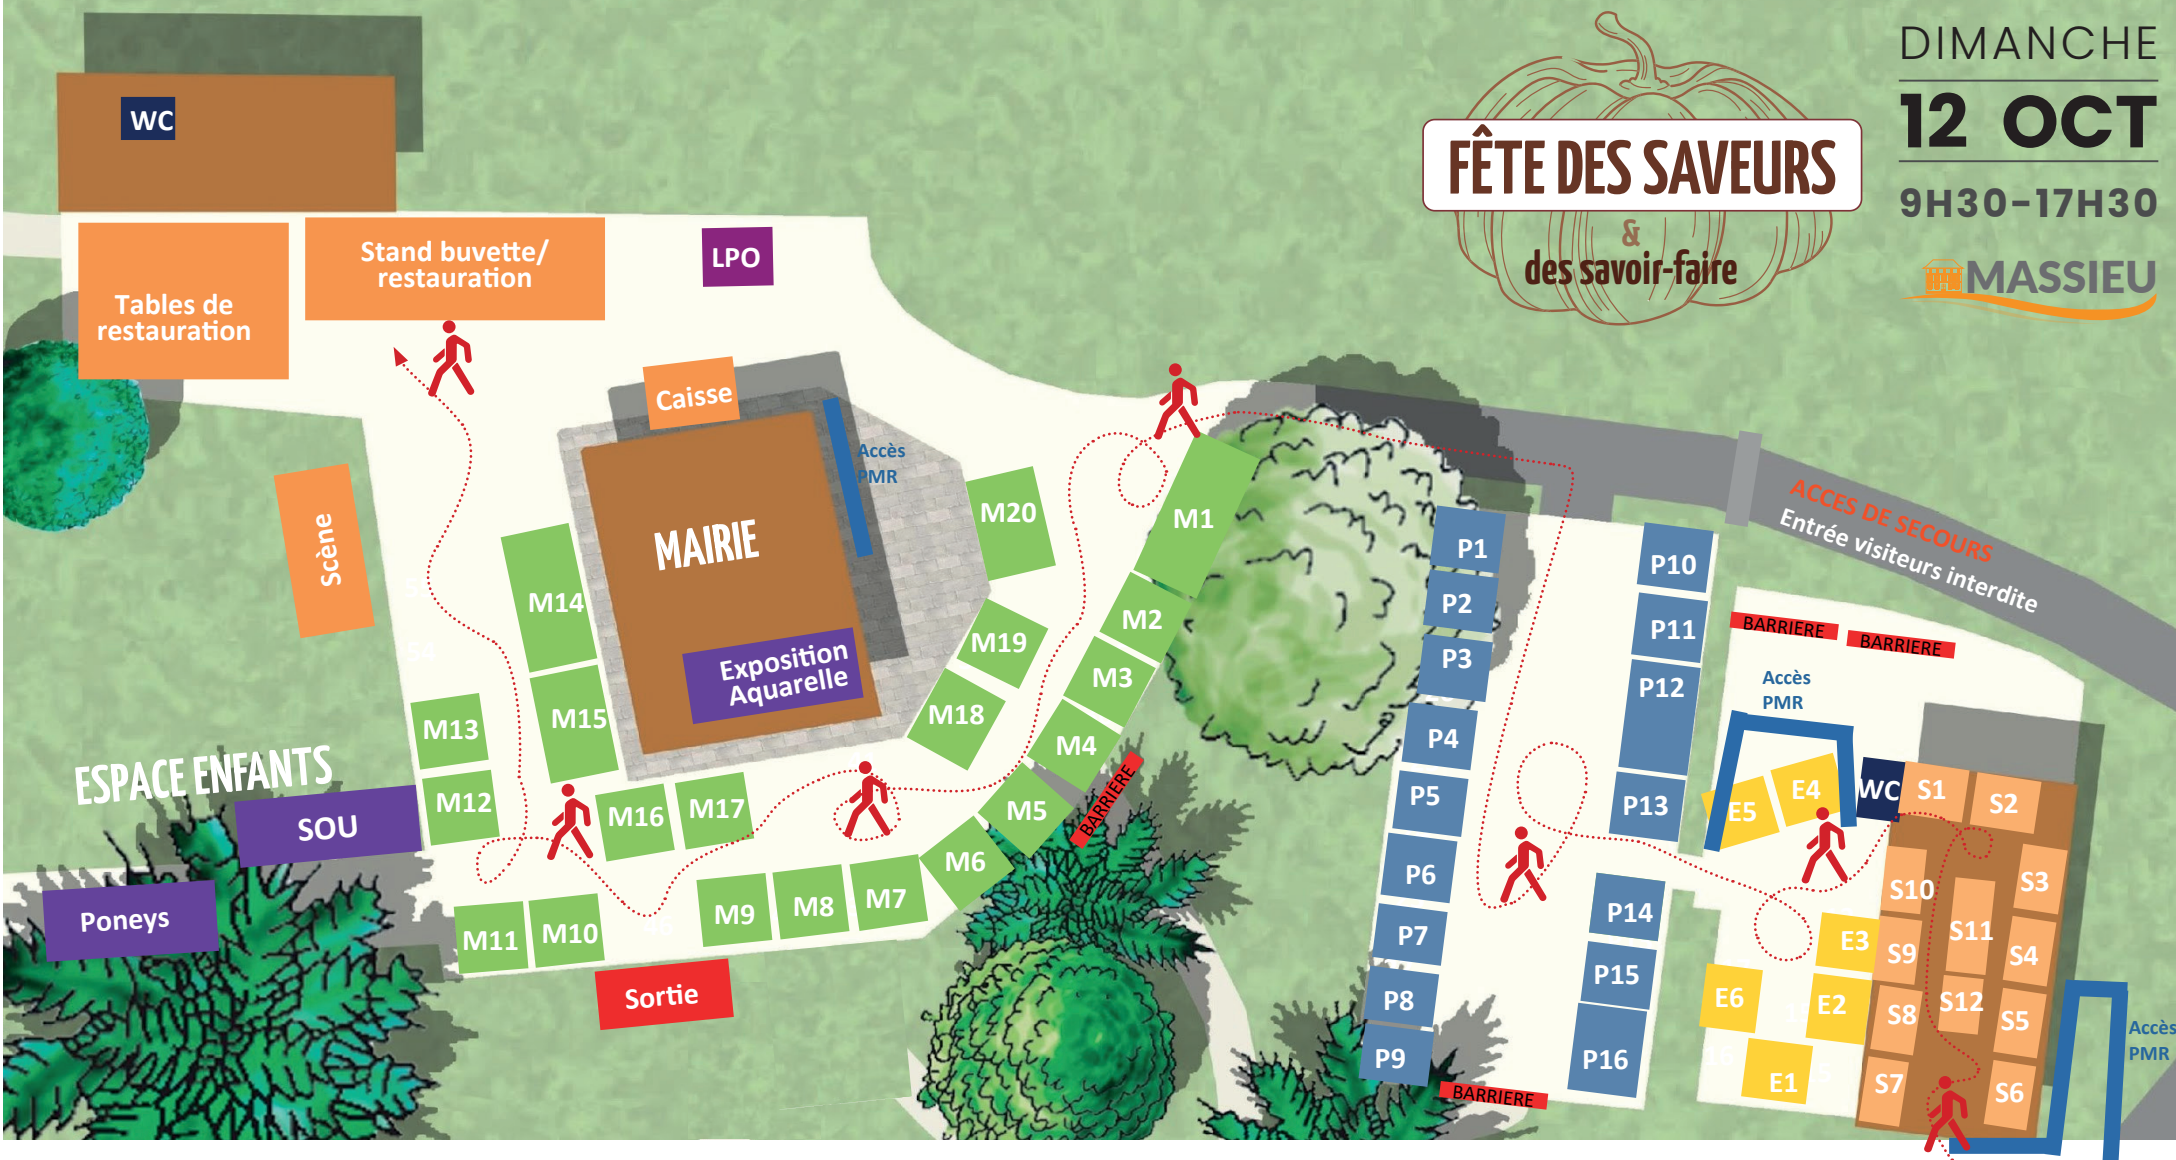 DIMANCHE
12 OCT
9H30-17H30
MASSIEU
FÊTE DES SAVEURS
&
des savoir-faire
WC
Tables de
restauration
Stand buvette/
restauration
LPO
Caisse
Accès
PMR
MAIRIE
Exposition
Aquarelle
Scène
ESPACE ENFANTS
SOU
Poneys
Sortie
M1
M2
M3
M4
M5
M6
M7
M8
M9
M10
M11
M12
M13
M14
M15
M16
M17
M18
M19
M20
BARRIERE
P1
P2
P3
P4
P5
P6
P7
P8
P9
P10
P11
P12
P13
P14
P15
P16
BARRIERE
ACCES DE SECOURS
Entrée visiteurs interdite
BARRIERE
BARRIERE
Accès
PMR
E5
E4
WC
E3
E2
E6
E1
S1
S2
S3
S4
S5
S6
S7
S8
S9
S10
S11
S12
Accès
PMR